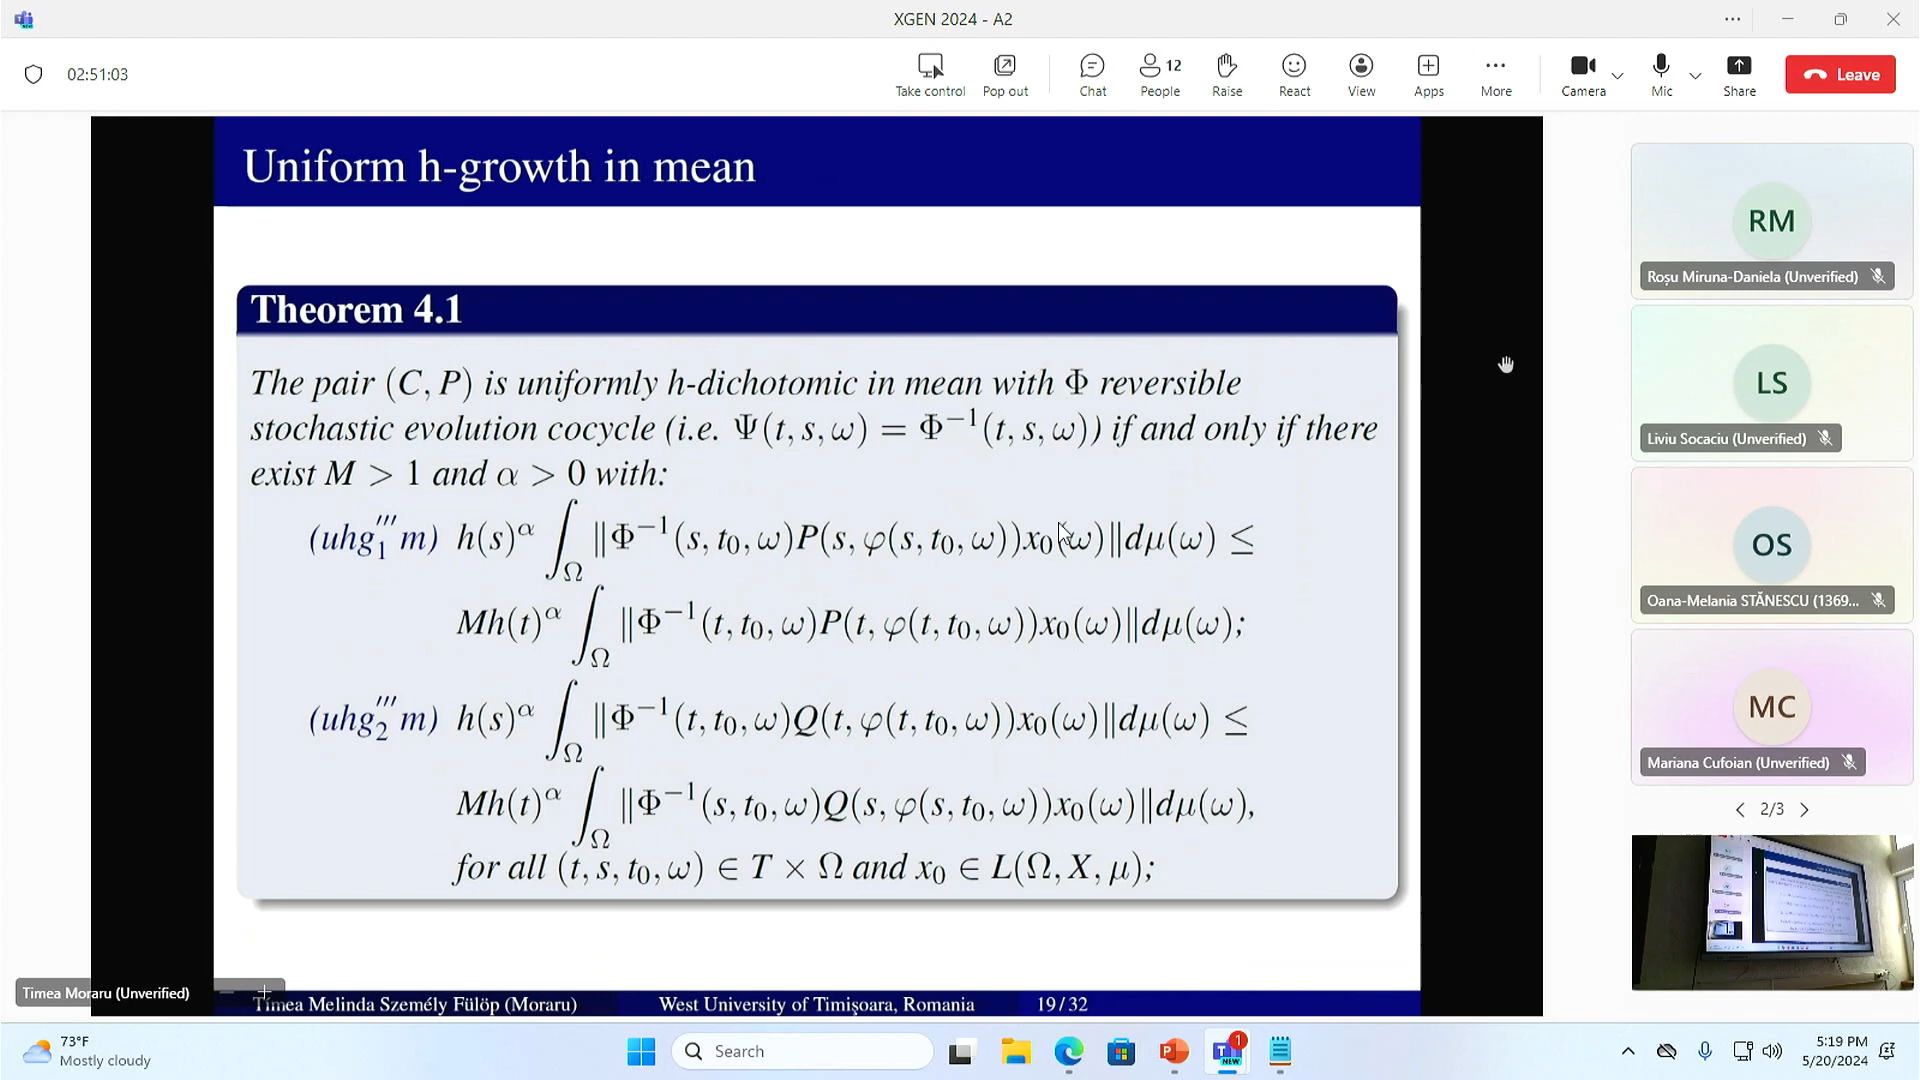 XGEN 2024 - A2
02:51:03
Take control
Pop out
Chat
12
People
Raise
React
View
Apps
More
Camera
Mic
Share
Leave
Uniform h-growth in mean
Theorem 4.1
The pair (C, P) is uniformly h-dichotomic in mean with Φ reversible
stochastic evolution cocycle (i.e. Ψ(t, s, ω) = Φ⁻¹(t, s, ω)) if and only if there
exist M > 1 and α > 0 with:
(uhg₁‴m) h(s)^α ∫_Ω ‖Φ⁻¹(s, t₀, ω)P(s, φ(s, t₀, ω))x₀(ω)‖dμ(ω) ≤
Mh(t)^α ∫_Ω ‖Φ⁻¹(t, t₀, ω)P(t, φ(t, t₀, ω))x₀(ω)‖dμ(ω);
(uhg₂‴m) h(s)^α ∫_Ω ‖Φ⁻¹(t, t₀, ω)Q(t, φ(t, t₀, ω))x₀(ω)‖dμ(ω) ≤
Mh(t)^α ∫_Ω ‖Φ⁻¹(s, t₀, ω)Q(s, φ(s, t₀, ω))x₀(ω)‖dμ(ω),
for all (t, s, t₀, ω) ∈ T × Ω and x₀ ∈ L(Ω, X, μ);
Timea Melinda Személy Fülöp (Moraru)
West University of Timişoara, Romania
19 / 32
Timea Moraru (Unverified)
RM
Roșu Miruna-Daniela (Unverified)
LS
Liviu Socaciu (Unverified)
OS
Oana-Melania STĂNESCU (1369...
MC
Mariana Cufoian (Unverified)
2/3
73°F
Mostly cloudy
Search
1
NEW
5:19 PM
5/20/2024